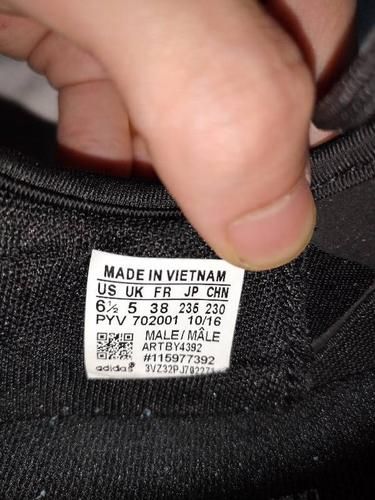 MADE IN VIETNAM
US UK FR JP CHN
6½ 5 38 235 230
PYV 702001 10/16
MALE/MÂLE
ARTBY4392
#115977392
adidas